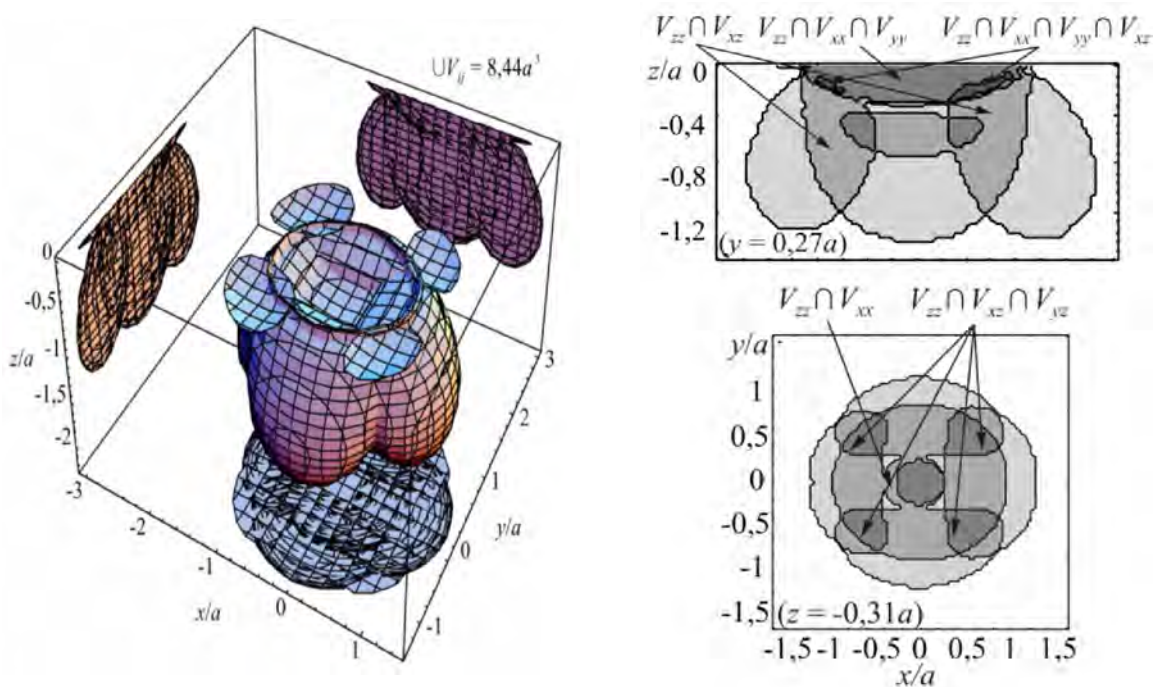 ∪V_ij = 8,44a³
z/a
0
-0,5
-1
-1,5
-2
-3
-2
-1
0
1
x/a
-1
0
1
2
3
y/a
V_zz∩V_xz V_zz∩V_xx∩V_yy V_zz∩V_xx∩V_yy∩V_xz
z/a 0
-0,4
-0,8
-1,2
(y = 0,27a)
V_zz∩V_xx V_zz∩V_xz∩V_yz
y/a
1
0,5
0
-0,5
-1
-1,5
(z = -0,31a)
-1,5 -1 -0,5 0 0,5 1 1,5
x/a